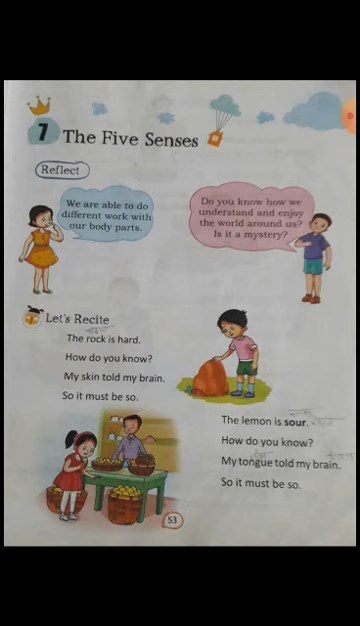 7
The Five Senses
Reflect
We are able to do
different work with
our body parts.
Do you know how we
understand and enjoy
the world around us?
Is it a mystery?
Let's Recite
The rock is hard.
How do you know?
My skin told my brain.
So it must be so.
The lemon is sour.
How do you know?
My tongue told my brain.
So it must be so.
53